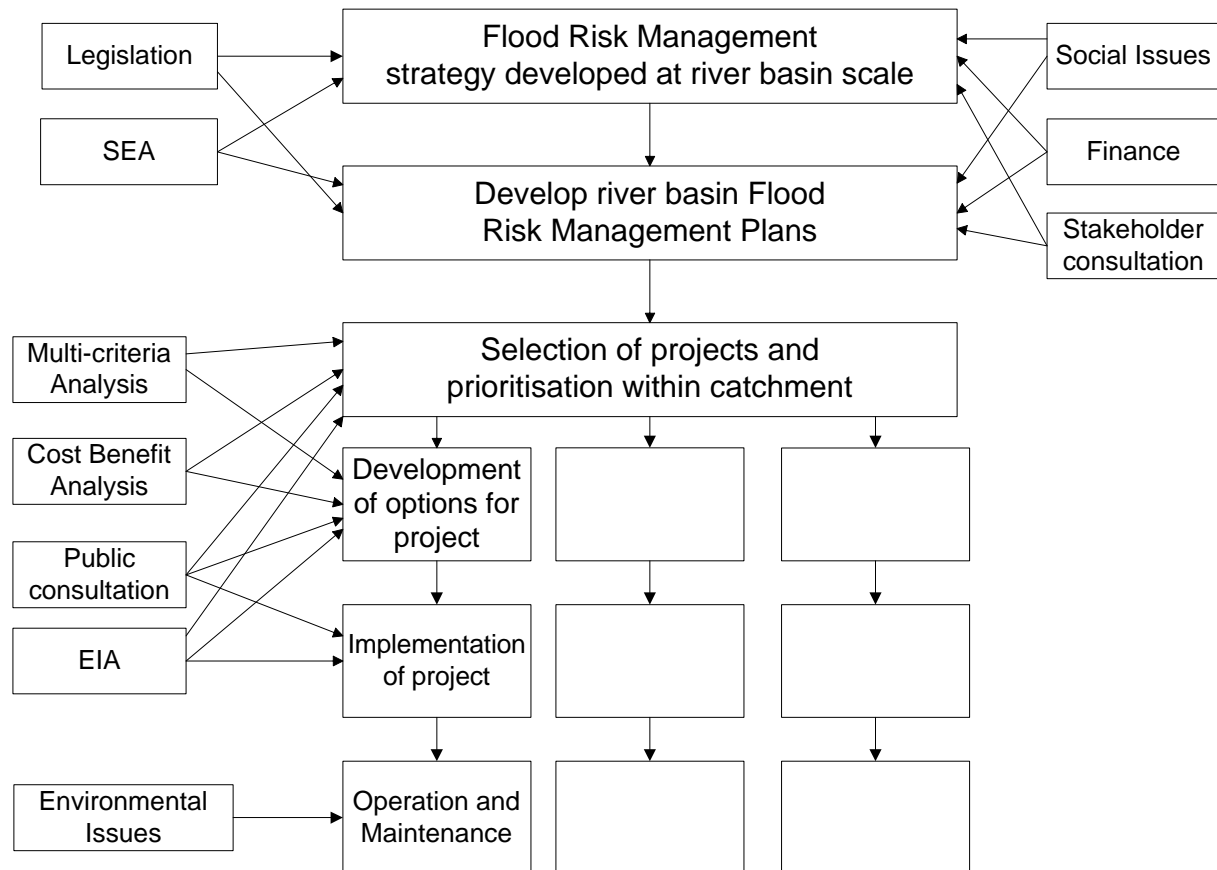 Legislation
Flood Risk Management
strategy developed at river basin scale
Social Issues
SEA
Finance
Develop river basin Flood
Risk Management Plans
Stakeholder
consultation
Multi-criteria
Analysis
Selection of projects and
prioritisation within catchment
Cost Benefit
Analysis
Development
of options for
project
Public
consultation
EIA
Implementation
of project
Environmental
Issues
Operation and
Maintenance